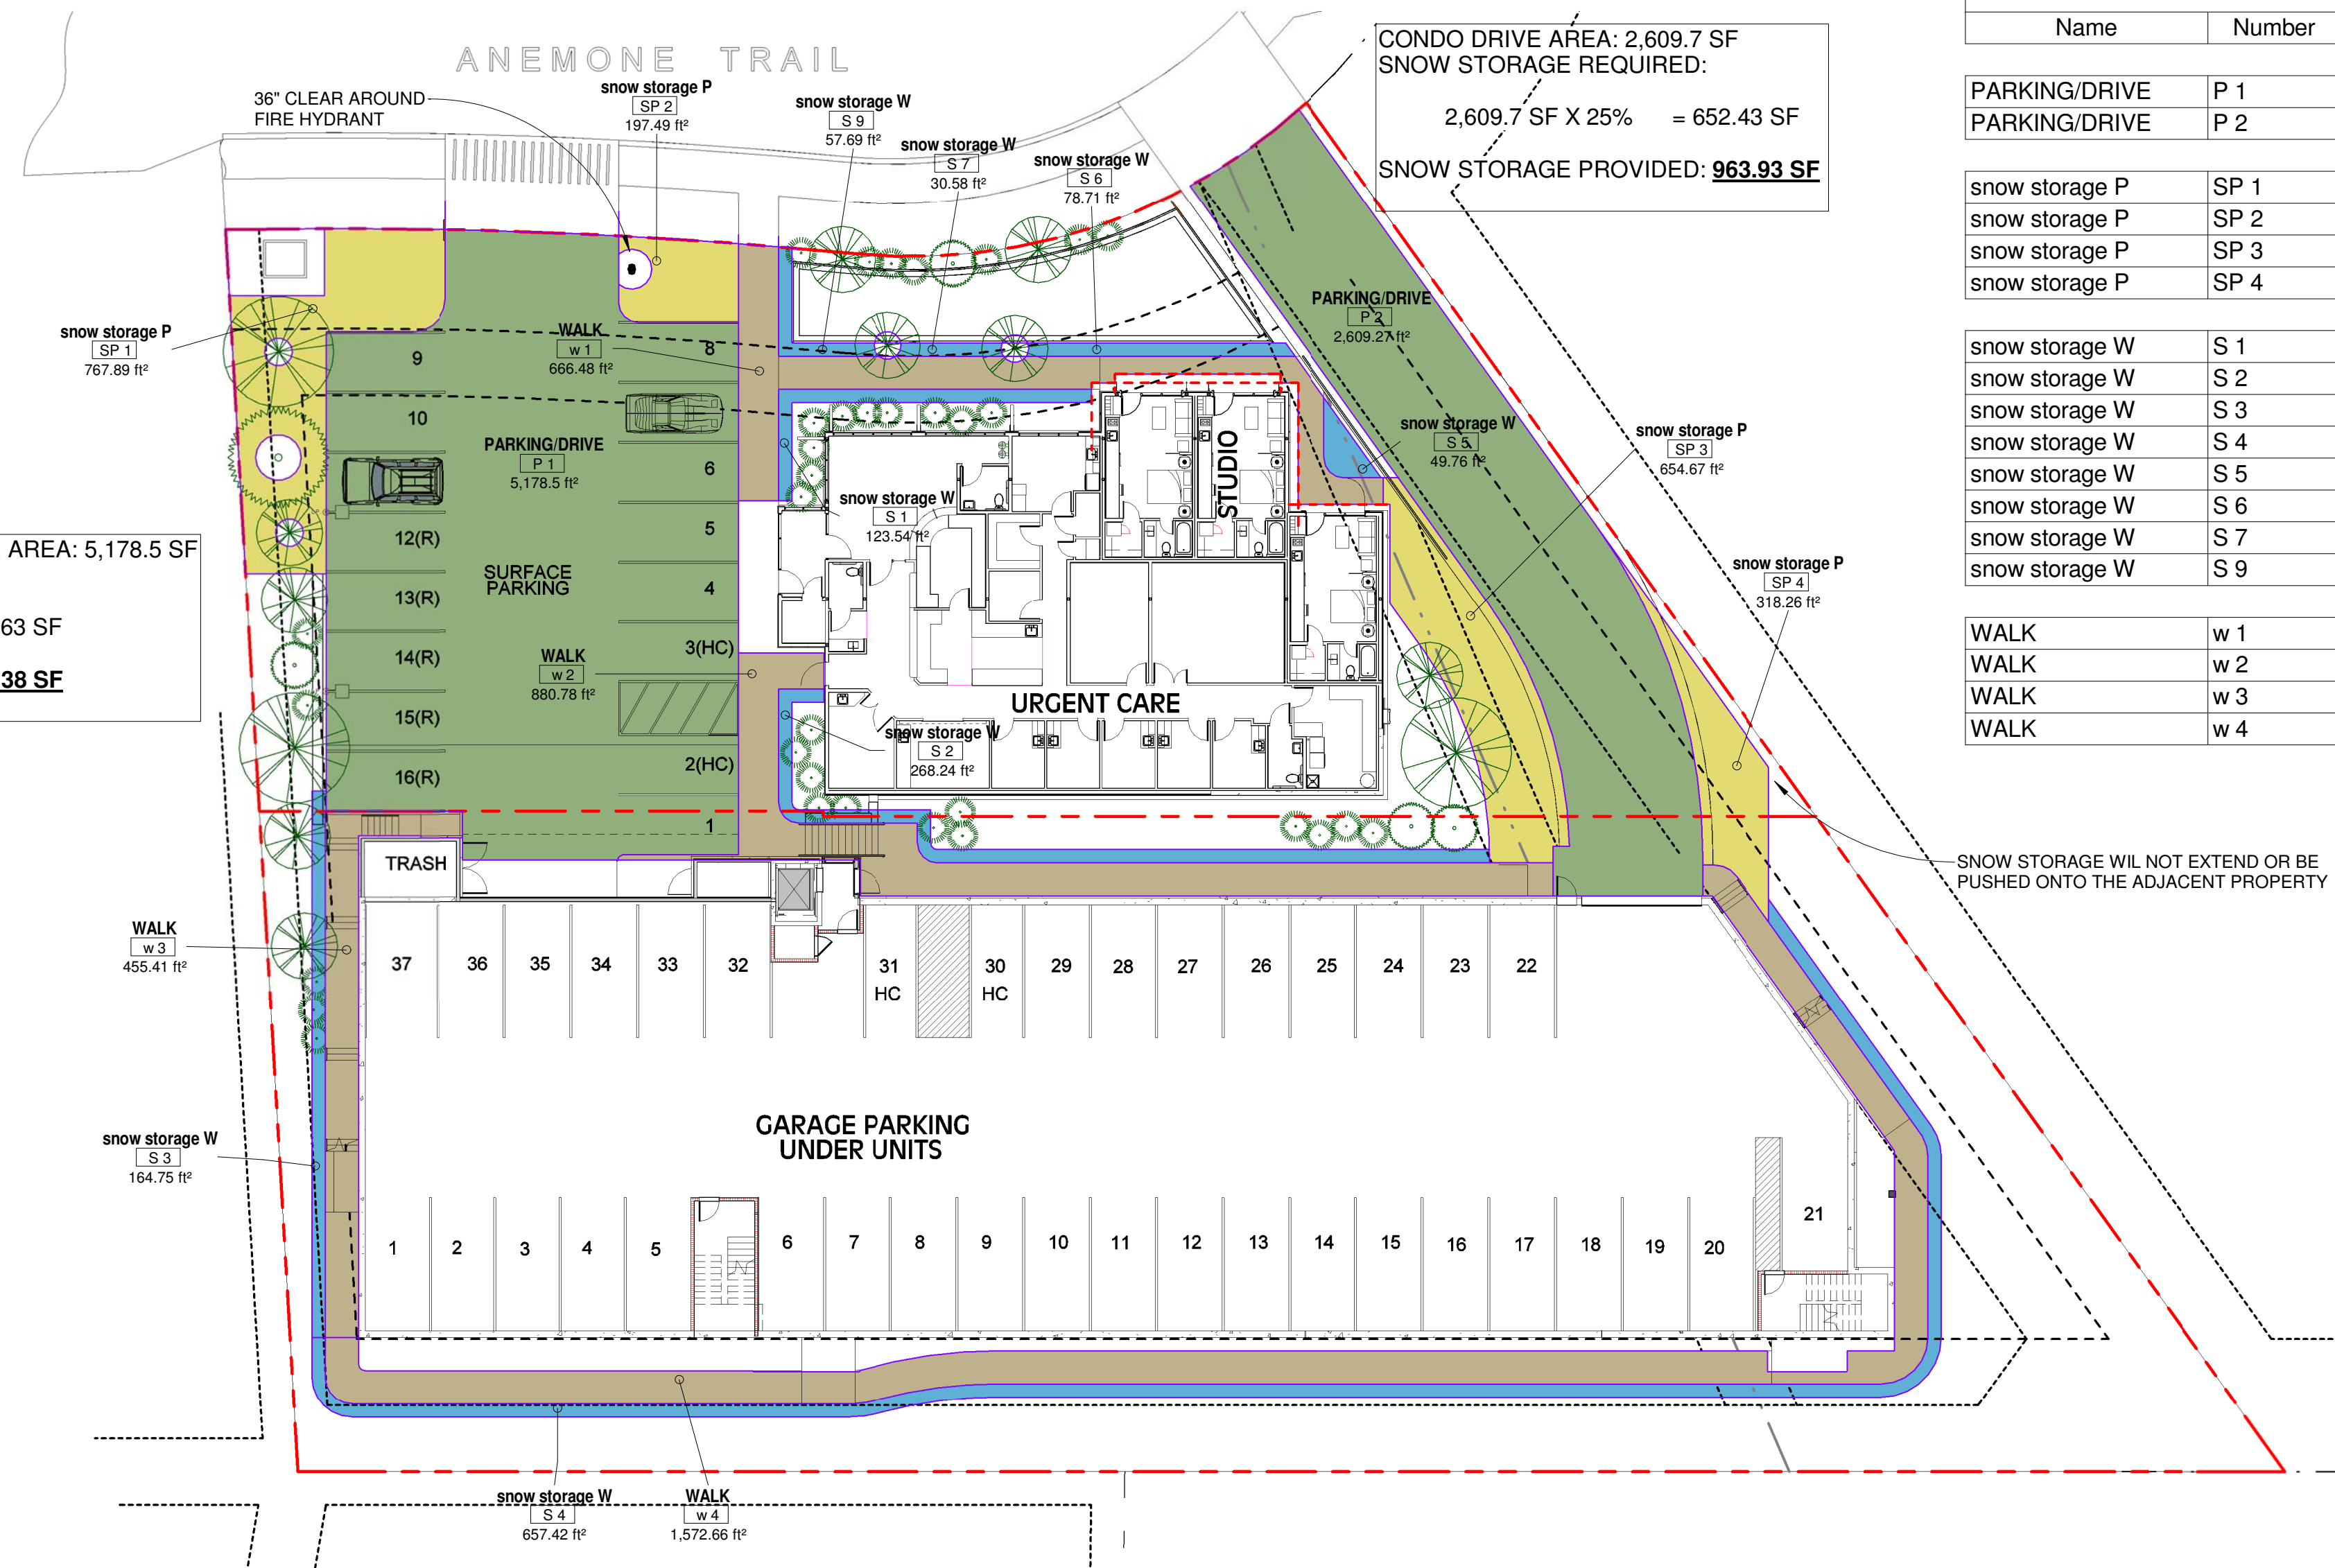 ANEMONE TRAIL
36" CLEAR AROUND
FIRE HYDRANT
snow storage P
SP 2
197.49 ft²
snow storage W
S 9
57.69 ft²
snow storage W
S 7
30.58 ft²
snow storage W
S 6
78.71 ft²
CONDO DRIVE AREA: 2,609.7 SF
SNOW STORAGE REQUIRED:
2,609.7 SF X 25% = 652.43 SF
SNOW STORAGE PROVIDED: 963.93 SF
Name Number
PARKING/DRIVE P 1
PARKING/DRIVE P 2
snow storage P SP 1
snow storage P SP 2
snow storage P SP 3
snow storage P SP 4
snow storage W S 1
snow storage W S 2
snow storage W S 3
snow storage W S 4
snow storage W S 5
snow storage W S 6
snow storage W S 7
snow storage W S 9
WALK w 1
WALK w 2
WALK w 3
WALK w 4
snow storage P
SP 1
767.89 ft²
WALK
w 1
666.48 ft²
PARKING/DRIVE
P 2
2,609.27 ft²
9
8
10
6
PARKING/DRIVE
P 1
5,178.5 ft²
snow storage W
S 5
49.76 ft²
snow storage P
SP 3
654.67 ft²
STUDIO
snow storage W
S 1
123.54 ft²
AREA: 5,178.5 SF
63 SF
38 SF
12(R)
5
SURFACE
PARKING
13(R)
4
snow storage P
SP 4
318.26 ft²
14(R)
3(HC)
WALK
w 2
880.78 ft²
15(R)
URGENT CARE
snow storage W
S 2
268.24 ft²
16(R)
2(HC)
1
TRASH
SNOW STORAGE WIL NOT EXTEND OR BE
PUSHED ONTO THE ADJACENT PROPERTY
WALK
w 3
455.41 ft²
37 36 35 34 33 32 31 30 29 28 27 26 25 24 23 22
HC HC
GARAGE PARKING
UNDER UNITS
snow storage W
S 3
164.75 ft²
21
1 2 3 4 5 6 7 8 9 10 11 12 13 14 15 16 17 18 19 20
snow storage W
S 4
657.42 ft²
WALK
w 4
1,572.66 ft²